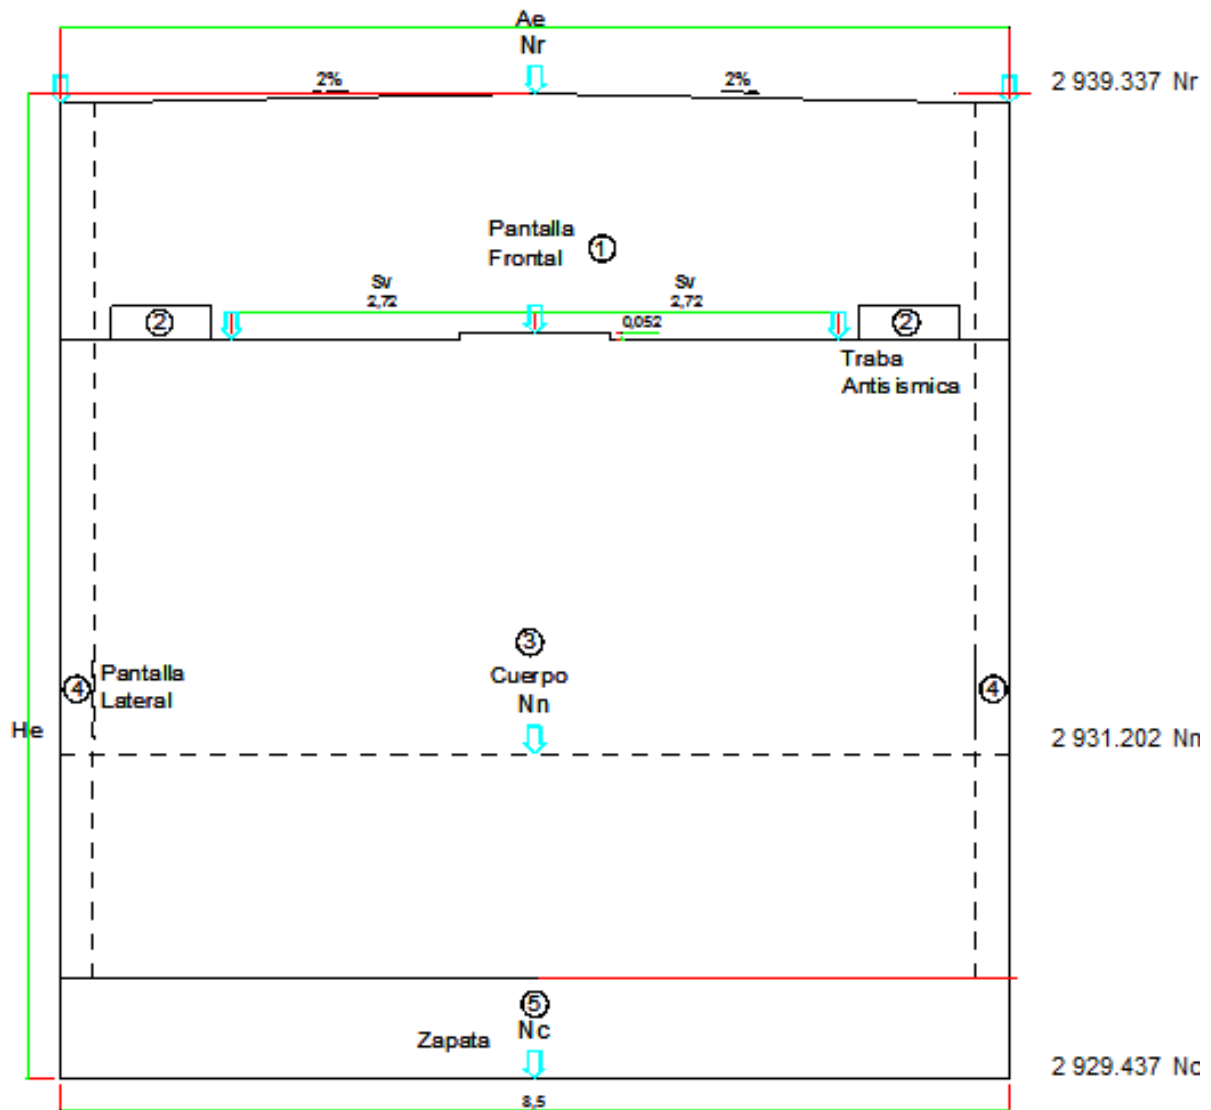 Ae
Nr
2%
2%
2 939.337 Nr
Pantalla
Frontal
1
Sv
2,72
Sv
2,72
2
0,052
2
Traba
Antisismica
3
Cuerpo
Nn
4
Pantalla
Lateral
4
He
2 931.202 Nn
5
Zapata
Nc
2 929.437 Nc
8,5